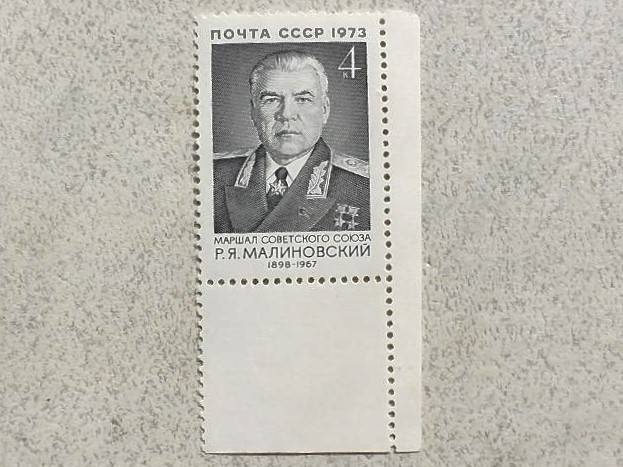 ПОЧТА СССР 1973
4
К
МАРШАЛ СОВЕТСКОГО СОЮЗА
Р.Я.МАЛИНОВСКИЙ
1898-1967